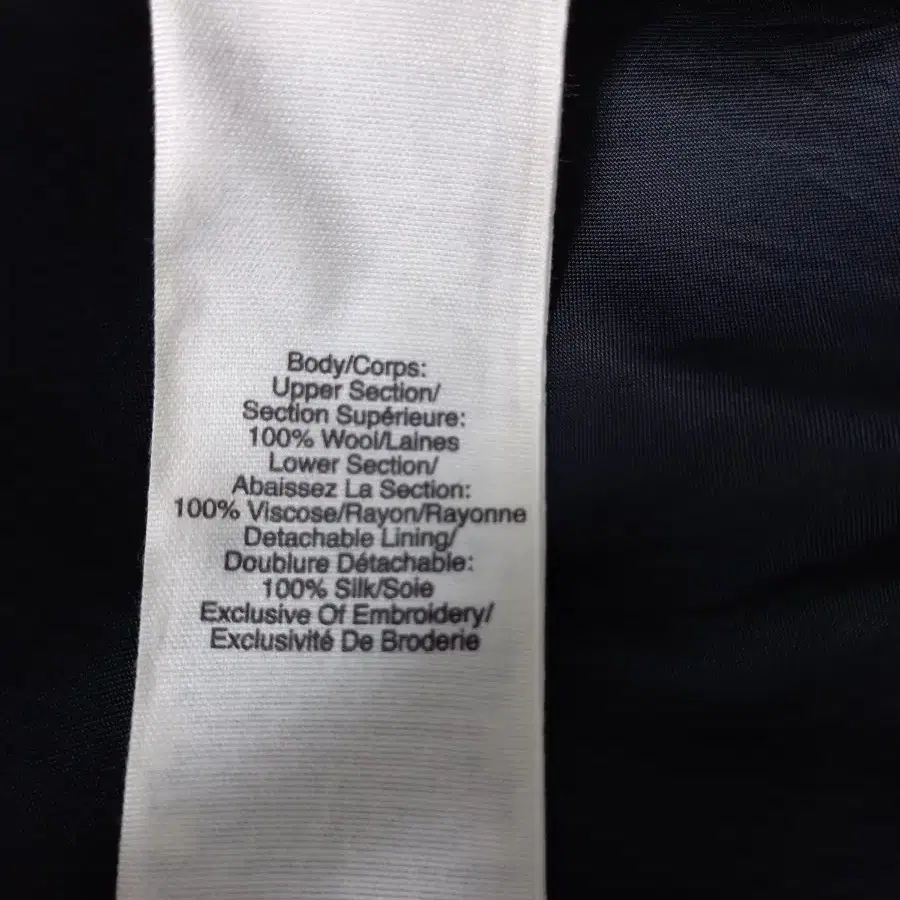 Body/Corps:
Upper Section/
Section Supérieure:
100% Wool/Laines
Lower Section/
Abaissez La Section:
100% Viscose/Rayon/Rayonne
Detachable Lining/
Doublure Détachable:
100% Silk/Soie
Exclusive Of Embroidery/
Exclusivité De Broderie